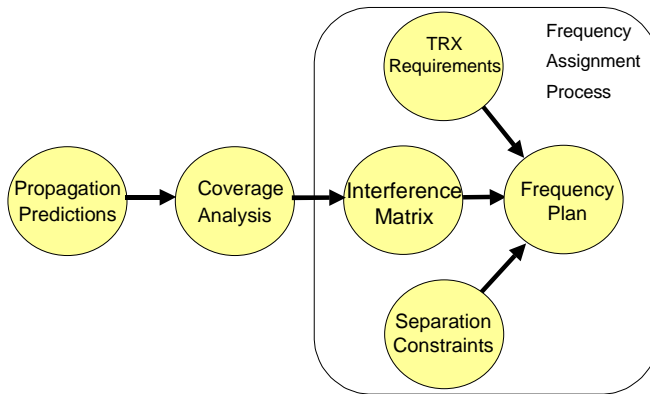 TRX
Requirements
Frequency
Assignment
Process
Propagation
Predictions
Coverage
Analysis
Interference
Matrix
Frequency
Plan
Separation
Constraints